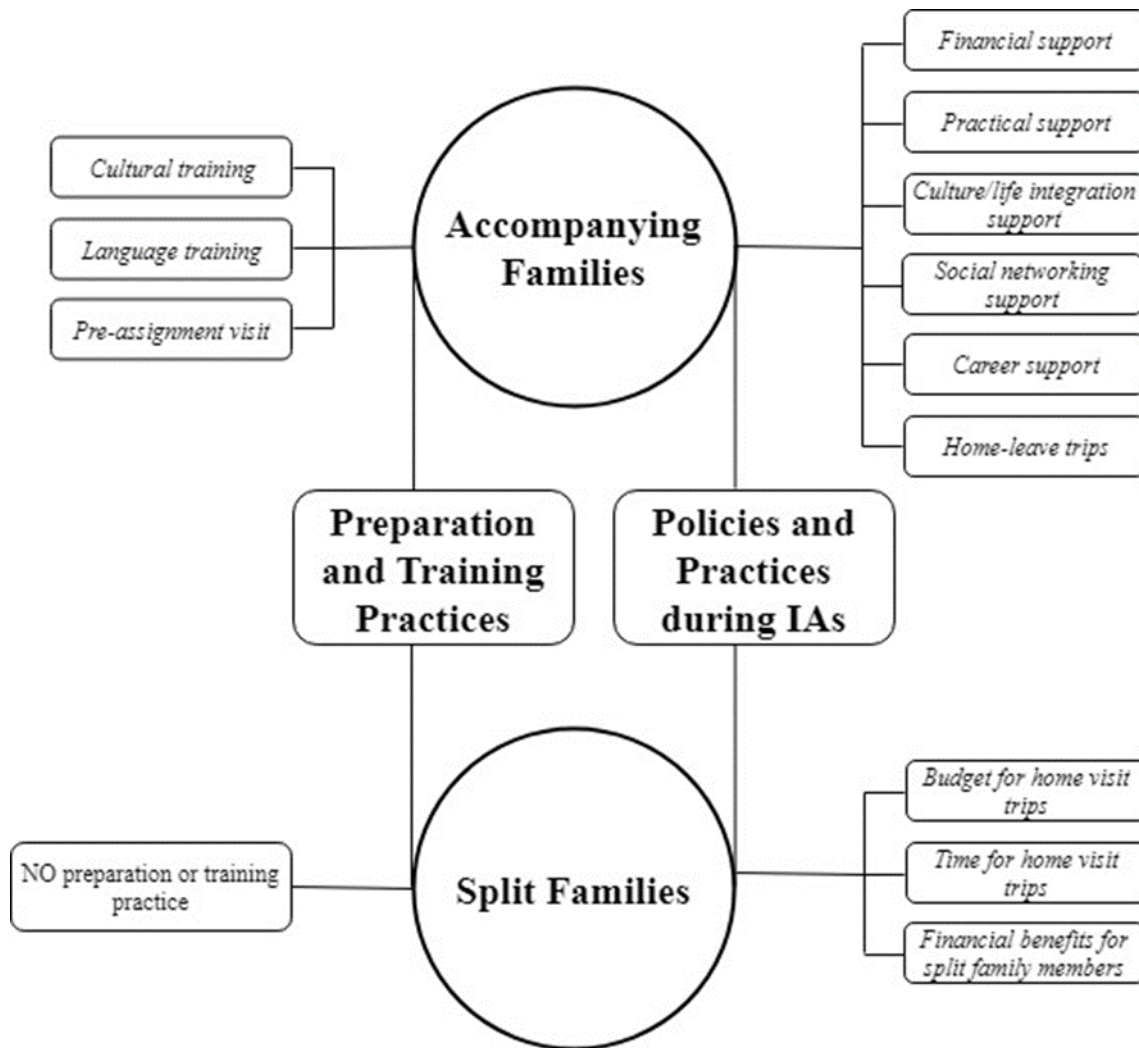 Financial support
Practical support
Culture/life integration
support
Social networking
support
Career support
Home-leave trips
Cultural training
Language training
Pre-assignment visit
Accompanying
Families
Preparation
and Training
Practices
Policies and
Practices
during IAs
Split Families
NO preparation or training
practice
Budget for home visit
trips
Time for home visit
trips
Financial benefits for
split family members